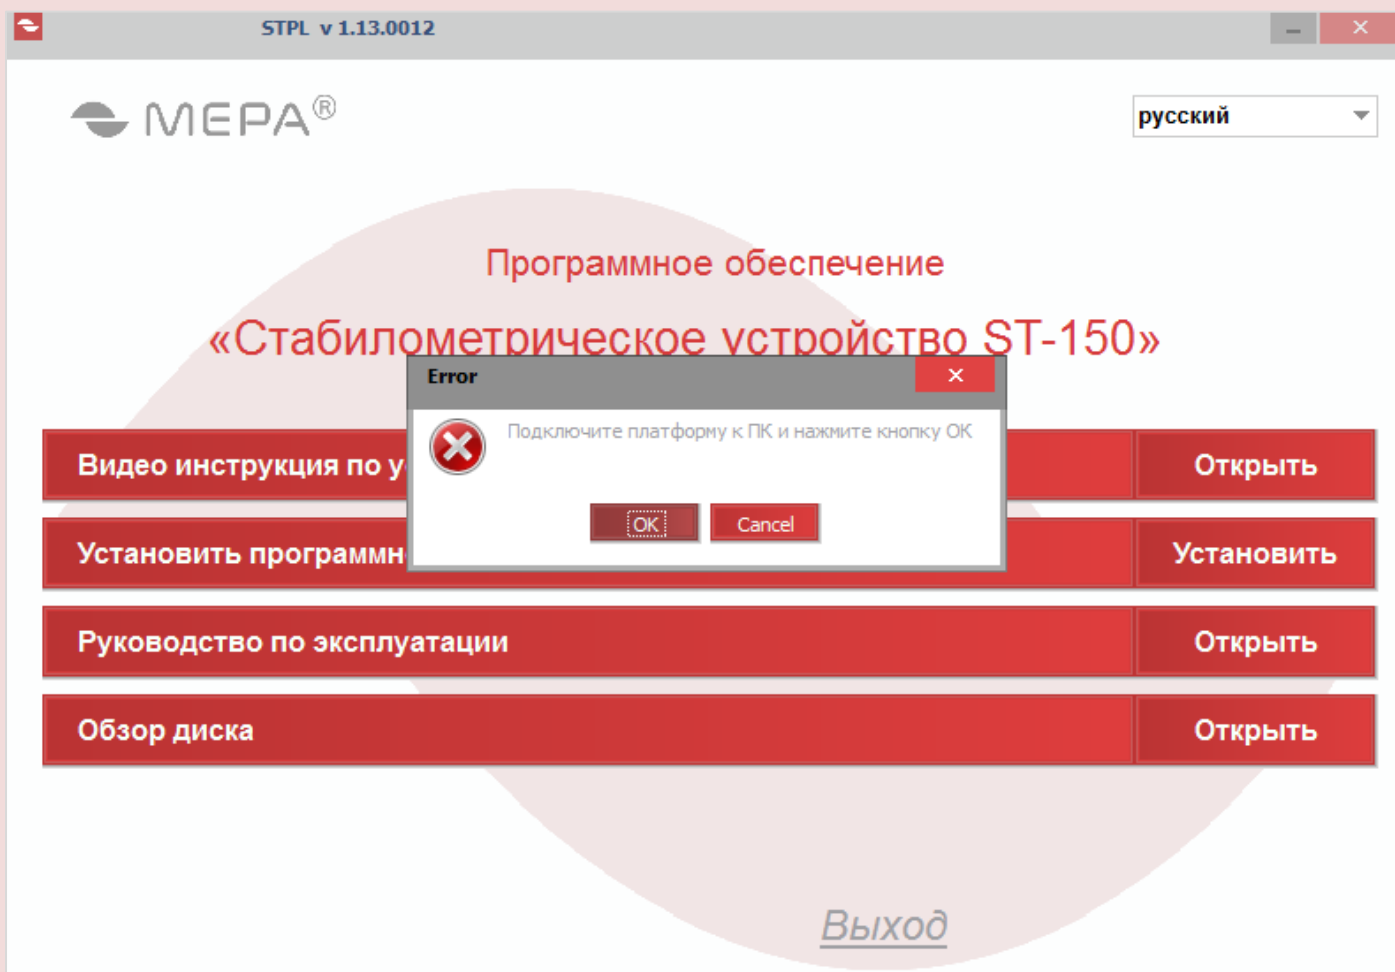 STPL v 1.13.0012
МЕРА®
русский
Программное обеспечение
«Стабилометрическое устройство ST-150»
Error
Подключите платформу к ПК и нажмите кнопку ОК
OK
Cancel
Видео инструкция по у
Открыть
Установить программн
Установить
Руководство по эксплуатации
Открыть
Обзор диска
Открыть
Выход